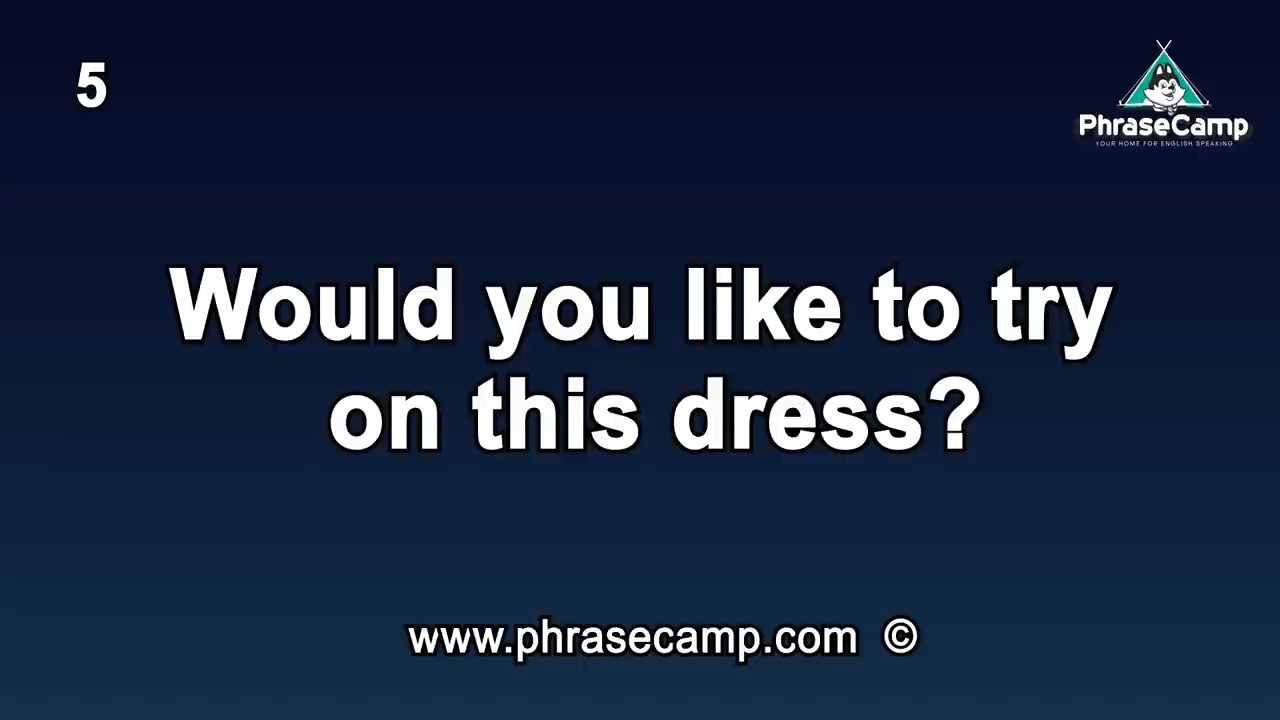 5
PhraseCamp
YOUR HOME FOR ENGLISH SPEAKING
Would you like to try
on this dress?
www.phrasecamp.com ©